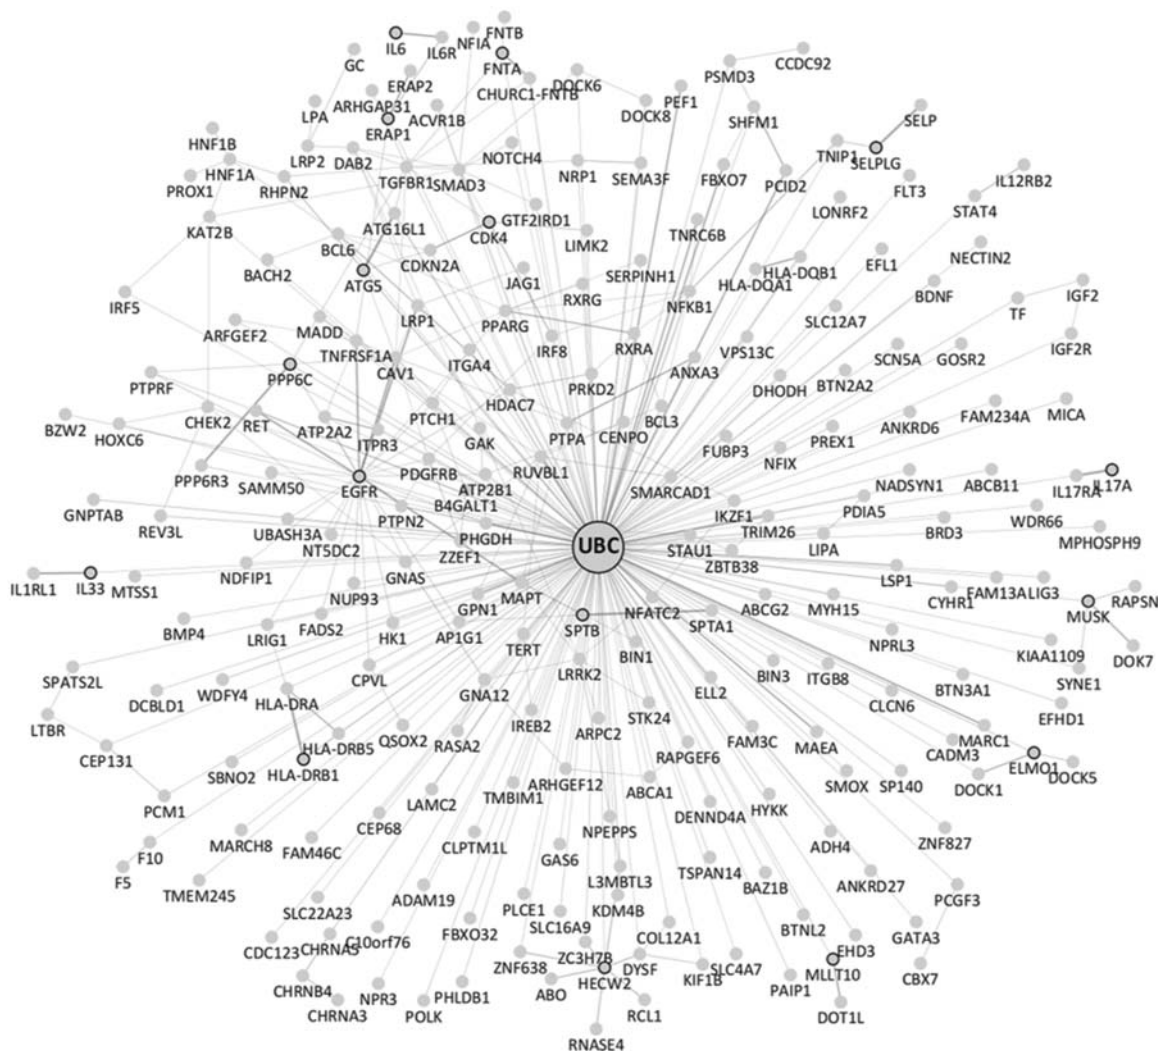 FNTB
IL6
IL6R
NFIA
GC
FNTA
CCDC92
PSMD3
ERAP2
CHURC1-FNTB
DOCK6
PEF1
ARHGAP31
LPA
ERAP1
ACVR1B
DOCK8
SHFM1
SELP
HNF1B
LRP2
DAB2
NOTCH4
TNIP1
SELPLG
HNF1A
PROX1
RHPN2
TGFBR1
SMAD3
NRP1
SEMA3F
FBXO7
PCID2
FLT3
IL12RB2
KAT2B
ATG16L1
GTF2IRD1
CDK4
LONRF2
STAT4
BCL6
LIMK2
TNRC6B
BACH2
CDKN2A
SERPINH1
HLA-DQB1
EFL1
NECTIN2
ATG5
JAG1
RXRG
NFKB1
HLA-DQA1
BDNF
IRF5
IGF2
TF
ARFGEF2
MADD
LRP1
PPARG
SLC12A7
TNFRSF1A
ITGA4
IRF8
RXRA
VPS13C
SCN5A
GOSR2
IGF2R
PTPRF
PPP6C
CAV1
PRKD2
ANXA3
DHODH
BTN2A2
BZW2
HOXC6
CHEK2
RET
ATP2A2
PTCH1
HDAC7
BCL3
FAM234A
MICA
ITPR3
GAK
PTPA
CENPO
FUBP3
NFIX
PREX1
ANKRD6
PPP6R3
SAMM50
EGFR
PDGFRB
ATP2B1
RUVBL1
SMARCAD1
NADSYN1
ABCB11
IL17RA
IL17A
GNPTAB
REV3L
UBASH3A
PTPN2
B4GALT1
IKZF1
TRIM26
PDIA5
BRD3
WDR66
NT5DC2
PHGDH
ZZEF1
UBC
STAU1
ZBTB38
LIPA
MPHOSPH9
IL1RL1
IL33
MTSS1
NDFIP1
GNAS
LSP1
CYHR1
FAM13A
LIG3
RAPSN
NUP93
GPN1
MAPT
NFATC2
ABCG2
MYH15
MUSK
BMP4
LRIG1
FADS2
HK1
AP1G1
TERT
SPTB
SPTA1
NPRL3
KIAA1109
DOK7
BIN1
SPATS2L
DCBLD1
WDFY4
HLA-DRA
CPVL
GNA12
LRRK2
ELL2
BIN3
ITGB8
BTN3A1
SYNE1
CLCN6
EFHD1
LTBR
HLA-DRB5
QSOX2
RASA2
IREB2
ARPC2
STK24
CEP131
SBNO2
HLA-DRB1
RAPGEF6
FAM3C
MAEA
CADM3
MARC1
ELMO1
DOCK5
PCM1
LAMC2
TMBIM1
ARHGEF12
ABCA1
SMOX
SP140
DOCK1
F10
MARCH8
FAM46C
CEP68
CLPTM1L
NPEPPS
DENND4A
HYKK
ZNF827
F5
TMEM245
GAS6
L3MBTL3
TSPAN14
ADH4
BAZ1B
ANKRD27
PCGF3
SLC22A23
ADAM19
PLCE1
KDM4B
CDC123
CHRNA5
C10orf76
FBXO32
SLC16A9
COL12A1
BTNL2
GATA3
ZC3H7B
EHD3
ZNF638
HECW2
DYSF
SLC4A7
MLLT10
CBX7
CHRNB4
NPR3
PHLDB1
ABO
KIF1B
PAIP1
CHRNA3
POLK
RCL1
DOT1L
RNASE4